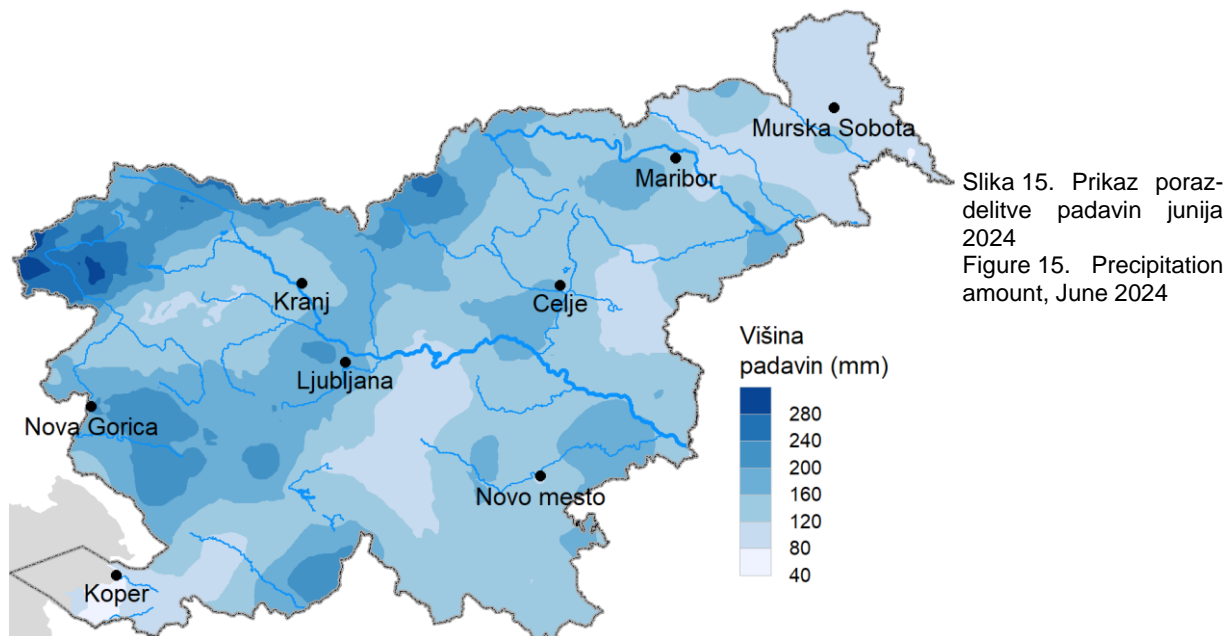 Murska Sobota
Maribor
Slika 15. Prikaz poraz-
delitve padavin junija
2024
Figure 15. Precipitation
amount, June 2024
Kranj
Celje
Višina
padavin (mm)
Ljubljana
280
Nova Gorica
240
200
160
Novo mesto
120
80
40
Koper